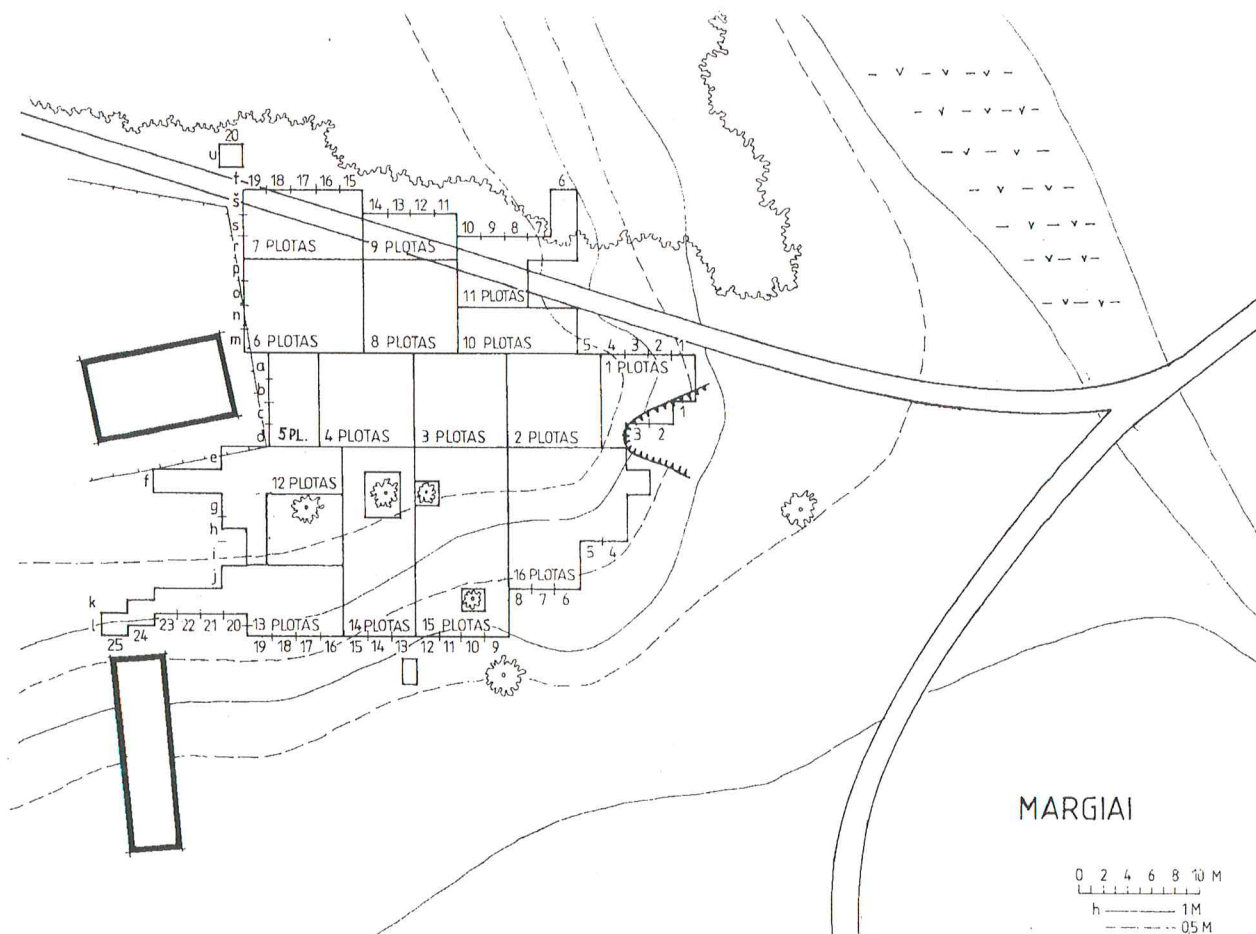 20
u
t
19 18 17 16 15
6
š
14 13 12 11
s
10 9 8 7
r
7 PLOTAS
9 PLOTAS
p
o
11 PLOTAS
n
m
6 PLOTAS
8 PLOTAS
10 PLOTAS
5 4 3 2 1
a
1 PLOTAS
b
c
1
3 2
d
5 PL.
4 PLOTAS
3 PLOTAS
2 PLOTAS
e
f
12 PLOTAS
g
h
i
5 4
j
16 PLOTAS
8 7 6
k
l
25 24 23 22 21 20
13 PLOTAS
14 PLOTAS
15 PLOTAS
19 18 17 16 15 14 13 12 11 10 9
MARGIAI
0 2 4 6 8 10 M
h 1 M
0,5 M